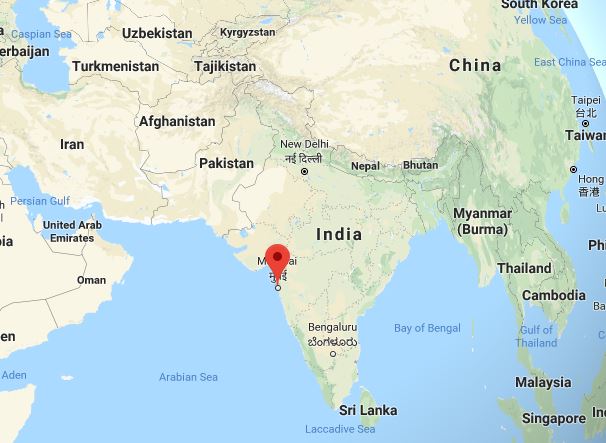 South Korea
Caspian Sea
Uzbekistan
Kyrgyzstan
Yellow Sea
erbaijan
Turkmenistan
Tajikistan
China
East China Sea
Afghanistan
Taipei
台北
Iran
New Delhi
नई दिल्ली
Taiwan
Pakistan
Nepal
Bhutan
Hong
香港
Persian Gulf
United Arab
Emirates
India
Myanmar
(Burma)
Phi
Oman
मुंबई
Thailand
Cambodia
en
Bengaluru
ಬೆಂಗಳೂರು
Bay of Bengal
Gulf of
Thailand
Aden
Arabian Sea
Malaysia
Sri Lanka
Singapore
Laccadive Sea